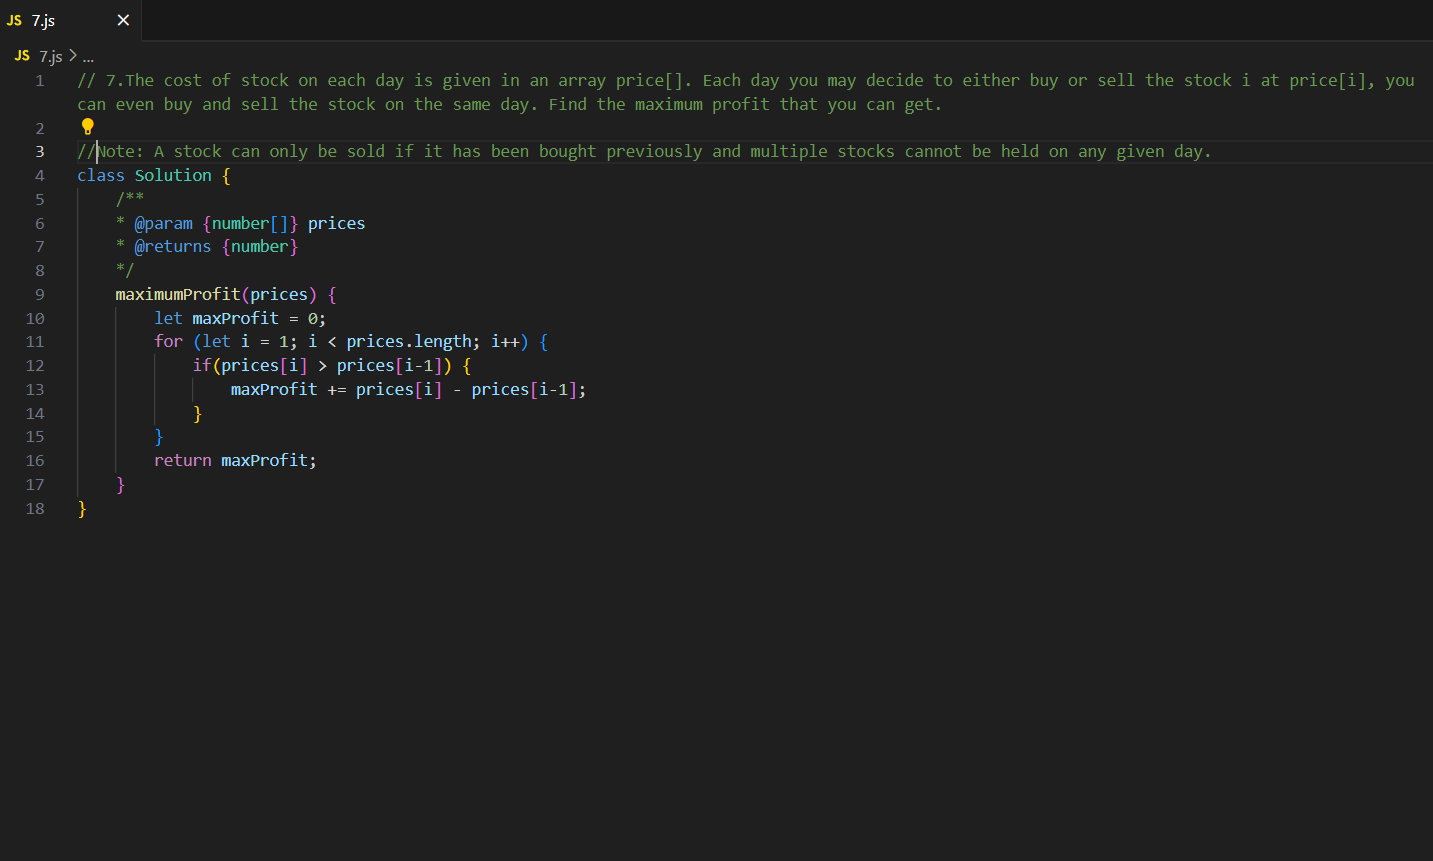 JS 7.js ×
JS 7.js > ...
1 // 7.The cost of stock on each day is given in an array price[]. Each day you may decide to either buy or sell the stock i at price[i], you
can even buy and sell the stock on the same day. Find the maximum profit that you can get.
2
3 //Note: A stock can only be sold if it has been bought previously and multiple stocks cannot be held on any given day.
4 class Solution {
5     /**
6     * @param {number[]} prices
7     * @returns {number}
8     */
9     maximumProfit(prices) {
10         let maxProfit = 0;
11         for (let i = 1; i < prices.length; i++) {
12             if(prices[i] > prices[i-1]) {
13                 maxProfit += prices[i] - prices[i-1];
14             }
15         }
16         return maxProfit;
17     }
18 }